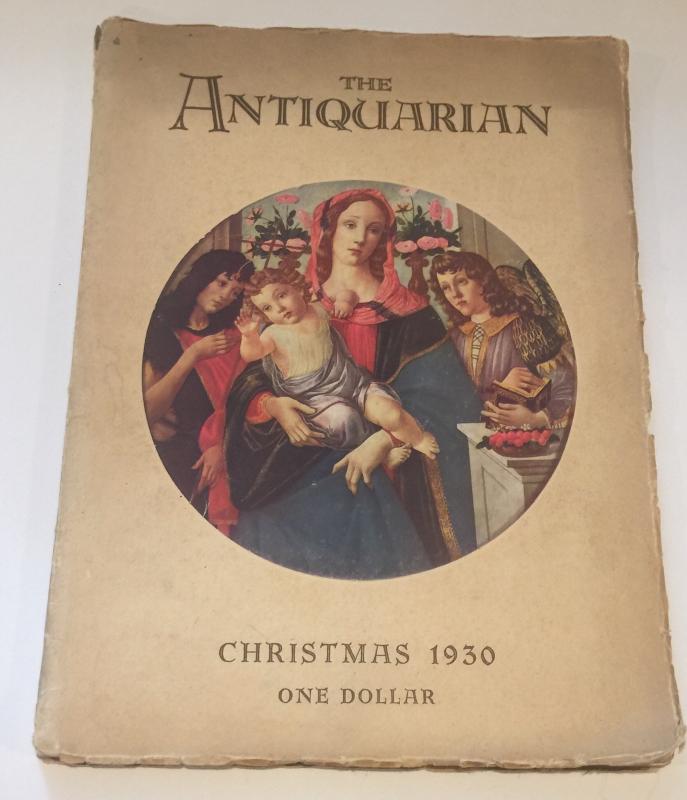 THE
ANTIQUARIAN
CHRISTMAS 1930
ONE DOLLAR